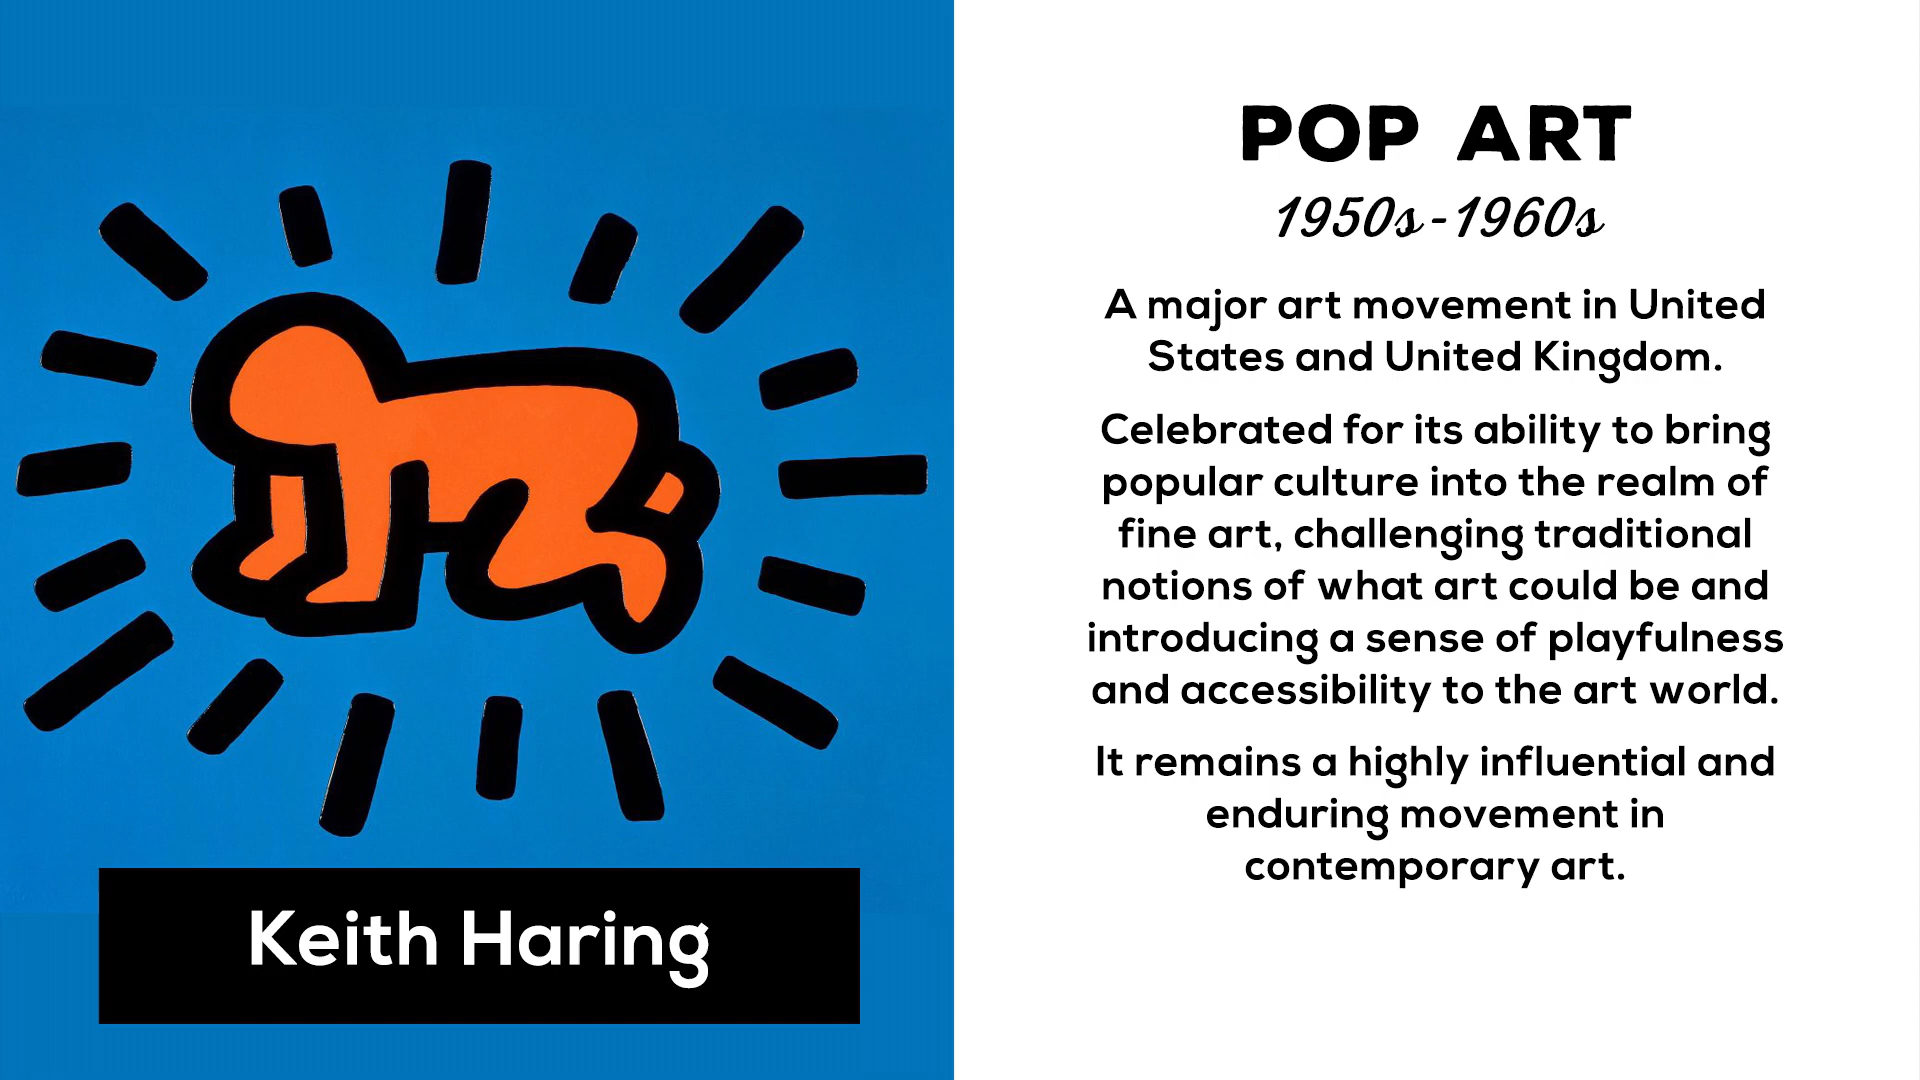 Keith Haring
POP ART
1950s-1960s
A major art movement in United
States and United Kingdom.
Celebrated for its ability to bring
popular culture into the realm of
fine art, challenging traditional
notions of what art could be and
introducing a sense of playfulness
and accessibility to the art world.
It remains a highly influential and
enduring movement in
contemporary art.